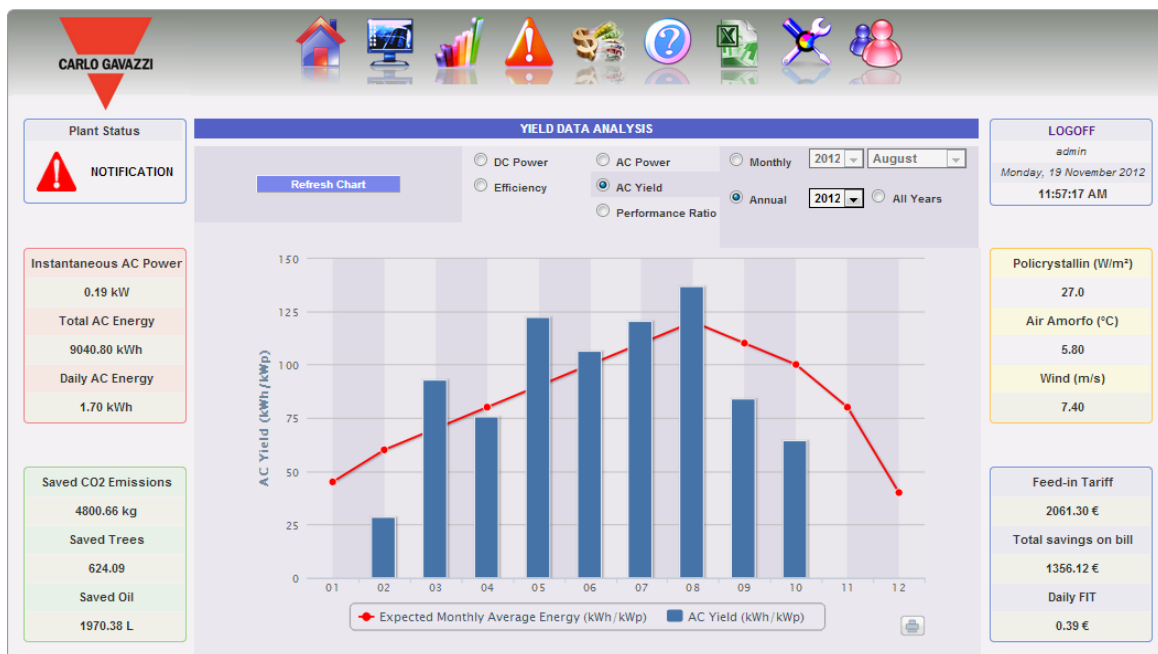 CARLO GAVAZZI
Plant Status
NOTIFICATION
Instantaneous AC Power
0.19 kW
Total AC Energy
9040.80 kWh
Daily AC Energy
1.70 kWh
Saved CO2 Emissions
4800.66 kg
Saved Trees
624.09
Saved Oil
1970.38 L
YIELD DATA ANALYSIS
Refresh Chart
DC Power
AC Power
Monthly
2012
August
Efficiency
AC Yield
Annual
2012
All Years
Performance Ratio
AC Yield (kWh/kWp)
150
125
100
75
50
25
0
01 02 03 04 05 06 07 08 09 10 11 12
Expected Monthly Average Energy (kWh/kWp) AC Yield (kWh/kWp)
LOGOFF
admin
Monday, 19 November 2012
11:57:17 AM
Policrystallin (W/m²)
27.0
Air Amorfo (°C)
5.80
Wind (m/s)
7.40
Feed-in Tariff
2061.30 €
Total savings on bill
1356.12 €
Daily FIT
0.39 €